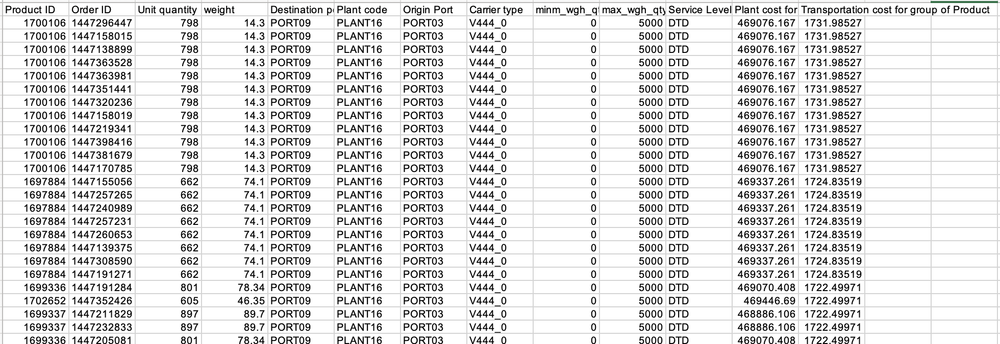 Product ID Order ID Unit quantity weight Destination p Plant code Origin Port Carrier type minm_wgh_qt max_wgh_qty Service Level Plant cost for Transportation cost for group of Product
1700106 1447296447 798 14.3 PORT09 PLANT16 PORT03 V444_0 0 5000 DTD 469076.167 1731.98527
1700106 1447158015 798 14.3 PORT09 PLANT16 PORT03 V444_0 0 5000 DTD 469076.167 1731.98527
1700106 1447138899 798 14.3 PORT09 PLANT16 PORT03 V444_0 0 5000 DTD 469076.167 1731.98527
1700106 1447363528 798 14.3 PORT09 PLANT16 PORT03 V444_0 0 5000 DTD 469076.167 1731.98527
1700106 1447363981 798 14.3 PORT09 PLANT16 PORT03 V444_0 0 5000 DTD 469076.167 1731.98527
1700106 1447351441 798 14.3 PORT09 PLANT16 PORT03 V444_0 0 5000 DTD 469076.167 1731.98527
1700106 1447320236 798 14.3 PORT09 PLANT16 PORT03 V444_0 0 5000 DTD 469076.167 1731.98527
1700106 1447158019 798 14.3 PORT09 PLANT16 PORT03 V444_0 0 5000 DTD 469076.167 1731.98527
1700106 1447219341 798 14.3 PORT09 PLANT16 PORT03 V444_0 0 5000 DTD 469076.167 1731.98527
1700106 1447398416 798 14.3 PORT09 PLANT16 PORT03 V444_0 0 5000 DTD 469076.167 1731.98527
1700106 1447381679 798 14.3 PORT09 PLANT16 PORT03 V444_0 0 5000 DTD 469076.167 1731.98527
1700106 1447170785 798 14.3 PORT09 PLANT16 PORT03 V444_0 0 5000 DTD 469076.167 1731.98527
1697884 1447155056 662 74.1 PORT09 PLANT16 PORT03 V444_0 0 5000 DTD 469337.261 1724.83519
1697884 1447257265 662 74.1 PORT09 PLANT16 PORT03 V444_0 0 5000 DTD 469337.261 1724.83519
1697884 1447240989 662 74.1 PORT09 PLANT16 PORT03 V444_0 0 5000 DTD 469337.261 1724.83519
1697884 1447257231 662 74.1 PORT09 PLANT16 PORT03 V444_0 0 5000 DTD 469337.261 1724.83519
1697884 1447260653 662 74.1 PORT09 PLANT16 PORT03 V444_0 0 5000 DTD 469337.261 1724.83519
1697884 1447139375 662 74.1 PORT09 PLANT16 PORT03 V444_0 0 5000 DTD 469337.261 1724.83519
1697884 1447308590 662 74.1 PORT09 PLANT16 PORT03 V444_0 0 5000 DTD 469337.261 1724.83519
1697884 1447191271 662 74.1 PORT09 PLANT16 PORT03 V444_0 0 5000 DTD 469337.261 1724.83519
1699336 1447191284 801 78.34 PORT09 PLANT16 PORT03 V444_0 0 5000 DTD 469070.408 1722.49971
1702652 1447352426 605 46.35 PORT09 PLANT16 PORT03 V444_0 0 5000 DTD 469446.69 1722.49971
1699337 1447211829 897 89.7 PORT09 PLANT16 PORT03 V444_0 0 5000 DTD 468886.106 1722.49971
1699337 1447232833 897 89.7 PORT09 PLANT16 PORT03 V444_0 0 5000 DTD 468886.106 1722.49971
1699336 1447205081 801 78.34 PORT09 PLANT16 PORT03 V444_0 0 5000 DTD 469070.408 1722.49971